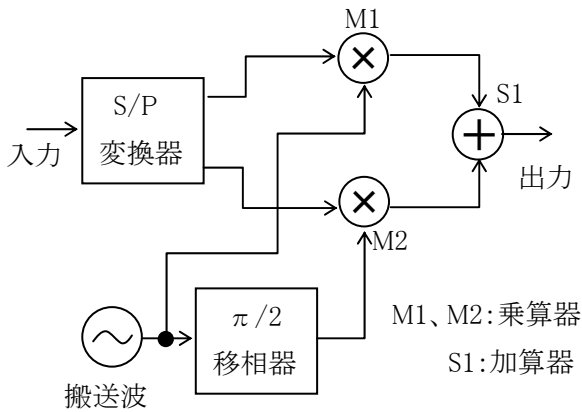 M1
S/P
変換器
S1
入力
出力
M2
π/2
移相器
M1、M2:乗算器
S1:加算器
搬送波